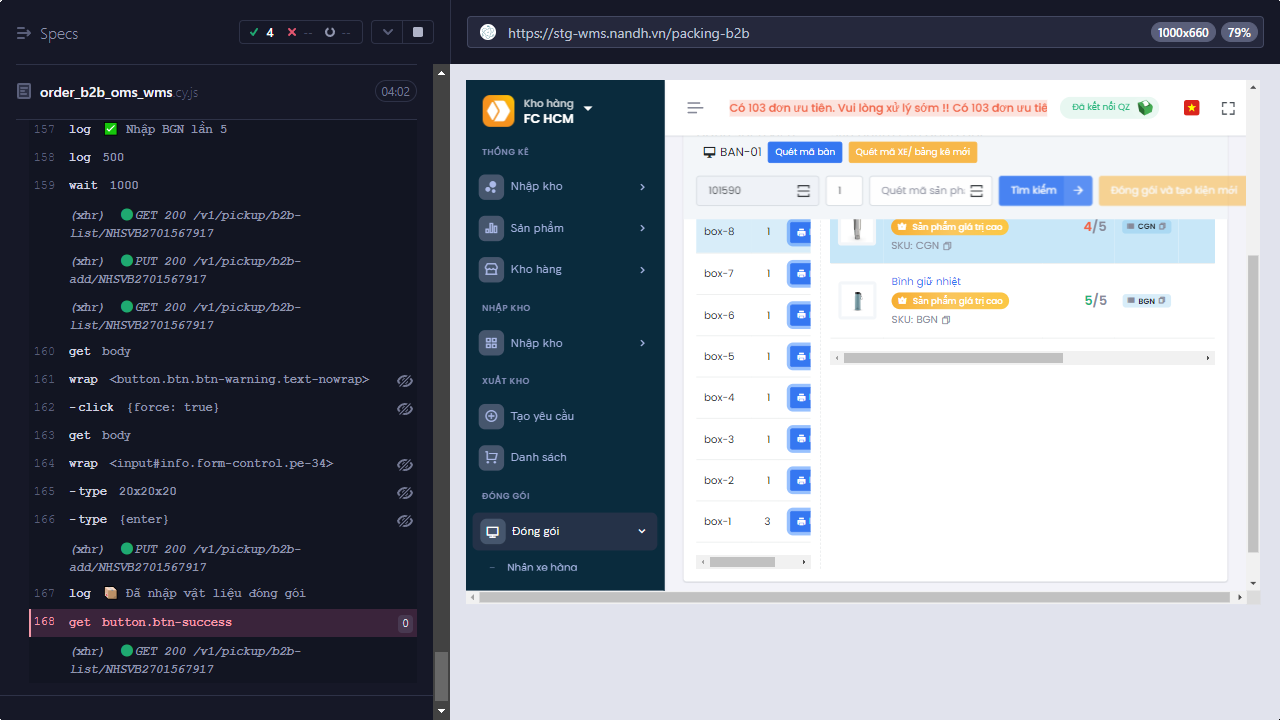 Specs
4
--
--
https://stg-wms.nandh.vn/packing-b2b
1000x660
79%
order_b2b_oms_wms.cy.js
04:02
157 log ✅ Nhập BGN lần 5
158 log 500
159 wait 1000
(xhr) GET 200 /v1/pickup/b2b-
list/NHSVB2701567917
(xhr) PUT 200 /v1/pickup/b2b-
add/NHSVB2701567917
(xhr) GET 200 /v1/pickup/b2b-
list/NHSVB2701567917
160 get body
161 wrap <button.btn.btn-warning.text-nowrap>
162 -click {force: true}
163 get body
164 wrap <input#info.form-control.pe-34>
165 -type 20x20x20
166 -type {enter}
(xhr) PUT 200 /v1/pickup/b2b-
add/NHSVB2701567917
167 log 📦 Đã nhập vật liệu đóng gói
168 get button.btn-success 0
(xhr) GET 200 /v1/pickup/b2b-
list/NHSVB2701567917
Kho hàng
FC HCM
THỐNG KÊ
Nhập kho
Sản phẩm
Kho hàng
NHẬP KHO
Nhập kho
XUẤT KHO
Tạo yêu cầu
Danh sách
ĐÓNG GÓI
Đóng gói
Nhãn xe hàng
Có 103 đơn ưu tiên. Vui lòng xử lý sớm !! Có 103 đơn ưu tiê
Đã kết nối QZ
BAN-01
Quét mã bàn
Quét mã XE/ bảng kê mới
101590
1
Quét mã sản ph
Tìm kiếm
Đóng gói và tạo kiện mới
box-8 1
box-7 1
box-6 1
box-5 1
box-4 1
box-3 1
box-2 1
box-1 3
Sản phẩm giá trị cao
4/5
CGN
SKU: CGN
Bình giữ nhiệt
Sản phẩm giá trị cao
5/5
BGN
SKU: BGN